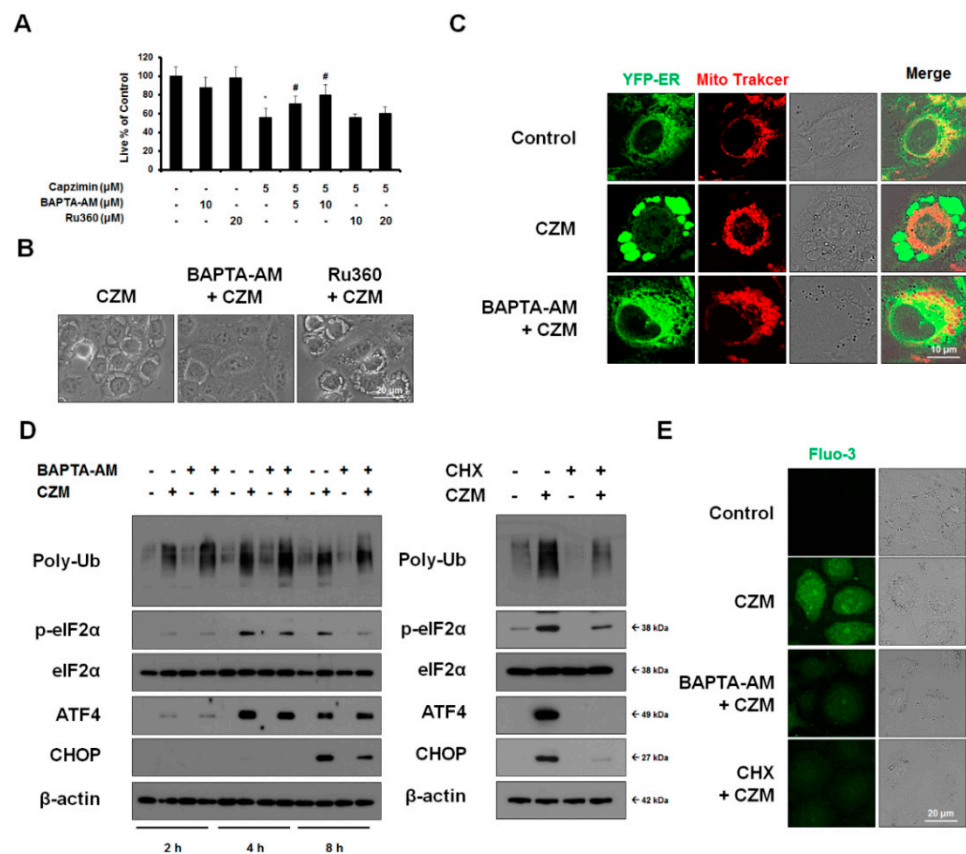 A
Live % of Control
120
100
80
60
40
20
0
- # #
Capzimin (μM) - - - 5 5 5 5 5
BAPTA-AM (μM) - 10 - - 5 10 - -
Ru360 (μM) - - 20 - - - 10 20
B
CZM
BAPTA-AM
+ CZM
Ru360
+ CZM
20 μm
C
YFP-ER Mito Trakcer Merge
Control
CZM
BAPTA-AM
+ CZM
10 μm
D
BAPTA-AM - - + + - - + + - - + +
CZM - + - + - + - + - + - +
Poly-Ub
p-eIF2α
eIF2α
ATF4
CHOP
β-actin
2 h 4 h 8 h
CHX - - + +
CZM - + - +
Poly-Ub
p-eIF2α ← 38 kDa
eIF2α ← 38 kDa
ATF4 ← 49 kDa
CHOP ← 27 kDa
β-actin ← 42 kDa
E
Fluo-3
Control
CZM
BAPTA-AM
+ CZM
CHX
+ CZM
20 μm